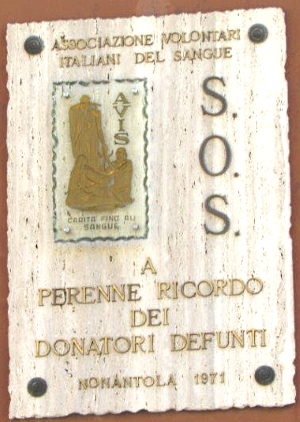 ASSOCIAZIONE VOLONTARI
ITALIANI DEL SANGUE
AVIS
CARITÀ FINO AL
SANGUE
S.
O.
S.
A
PERENNE RICORDO
DEI
DONATORI DEFUNTI
NONANTOLA 1971